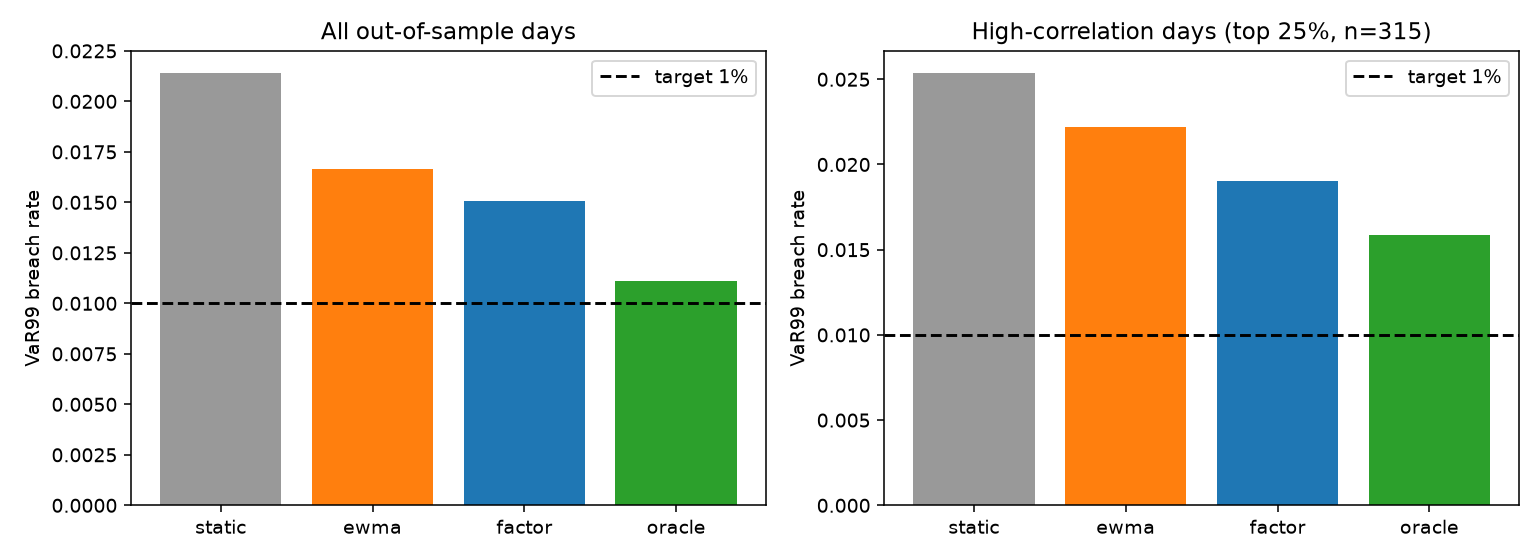 All out-of-sample days
VaR99 breach rate
0.0225
0.0200
0.0175
0.0150
0.0125
0.0100
0.0075
0.0050
0.0025
0.0000
target 1%
static
ewma
factor
oracle
High-correlation days (top 25%, n=315)
VaR99 breach rate
0.025
0.020
0.015
0.010
0.005
0.000
target 1%
static
ewma
factor
oracle